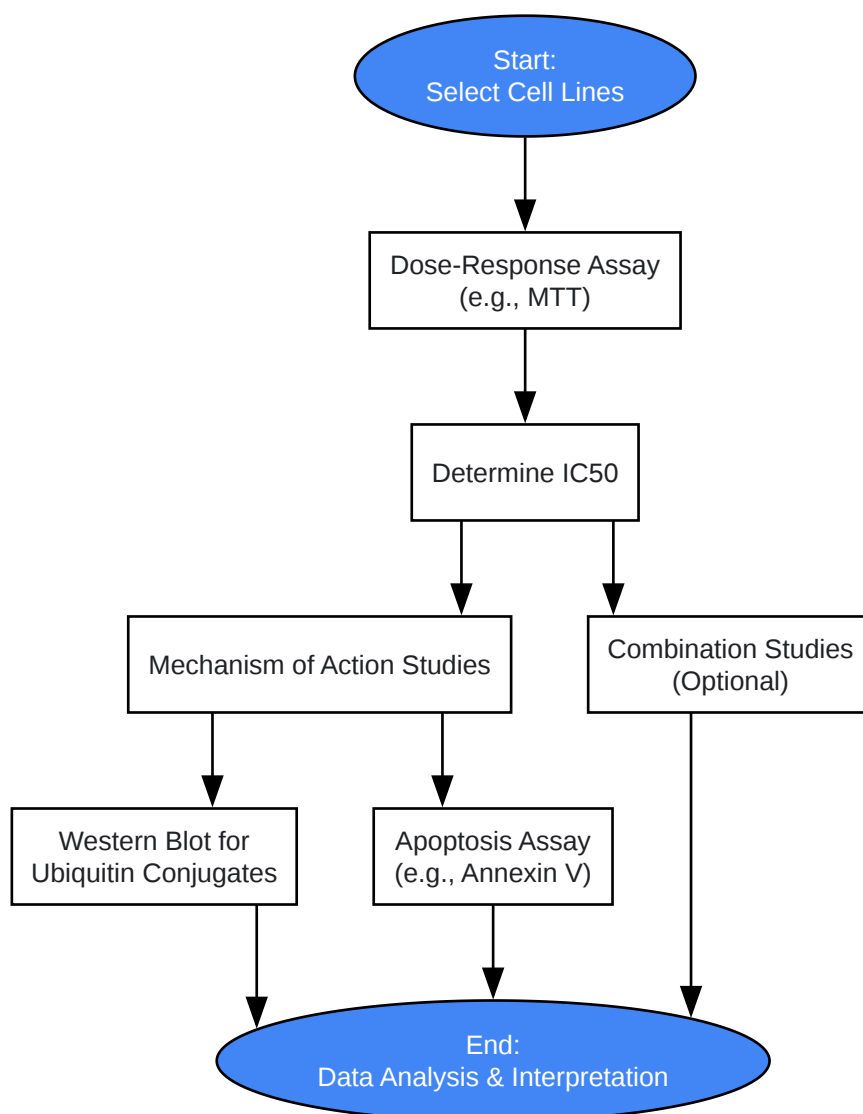 Start:
Select Cell Lines
Dose-Response Assay
(e.g., MTT)
Determine IC50
Mechanism of Action Studies
Combination Studies
(Optional)
Western Blot for
Ubiquitin Conjugates
Apoptosis Assay
(e.g., Annexin V)
End:
Data Analysis & Interpretation